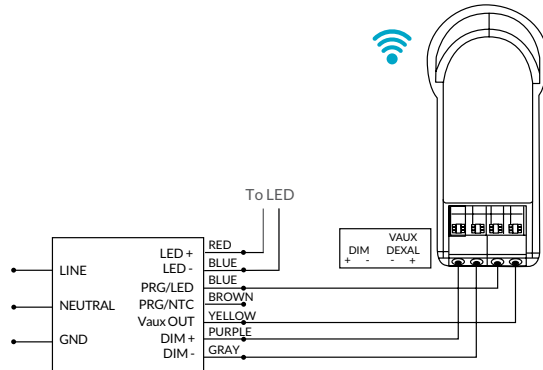 To LED
VAUX
DIM DEXAL
+ - - +
LINE
NEUTRAL
GND
LED + RED
LED - BLUE
PRG/LED BLUE
PRG/NTC BROWN
Vaux OUT YELLOW
DIM + PURPLE
DIM - GRAY